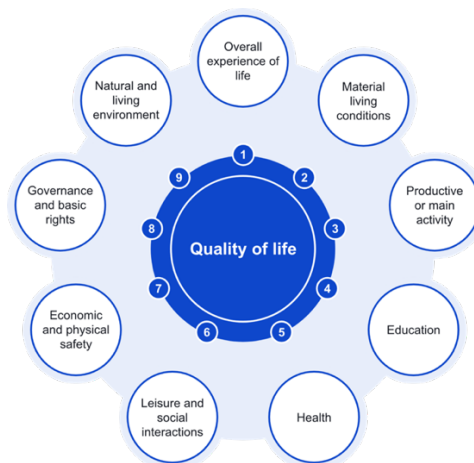 Overall
experience of
life
Material
living
conditions
Productive
or main
activity
Education
Health
Leisure and
social
interactions
Economic
and physical
safety
Governance
and basic
rights
Natural and
living
environment
1
2
3
4
5
6
7
8
9
Quality of life